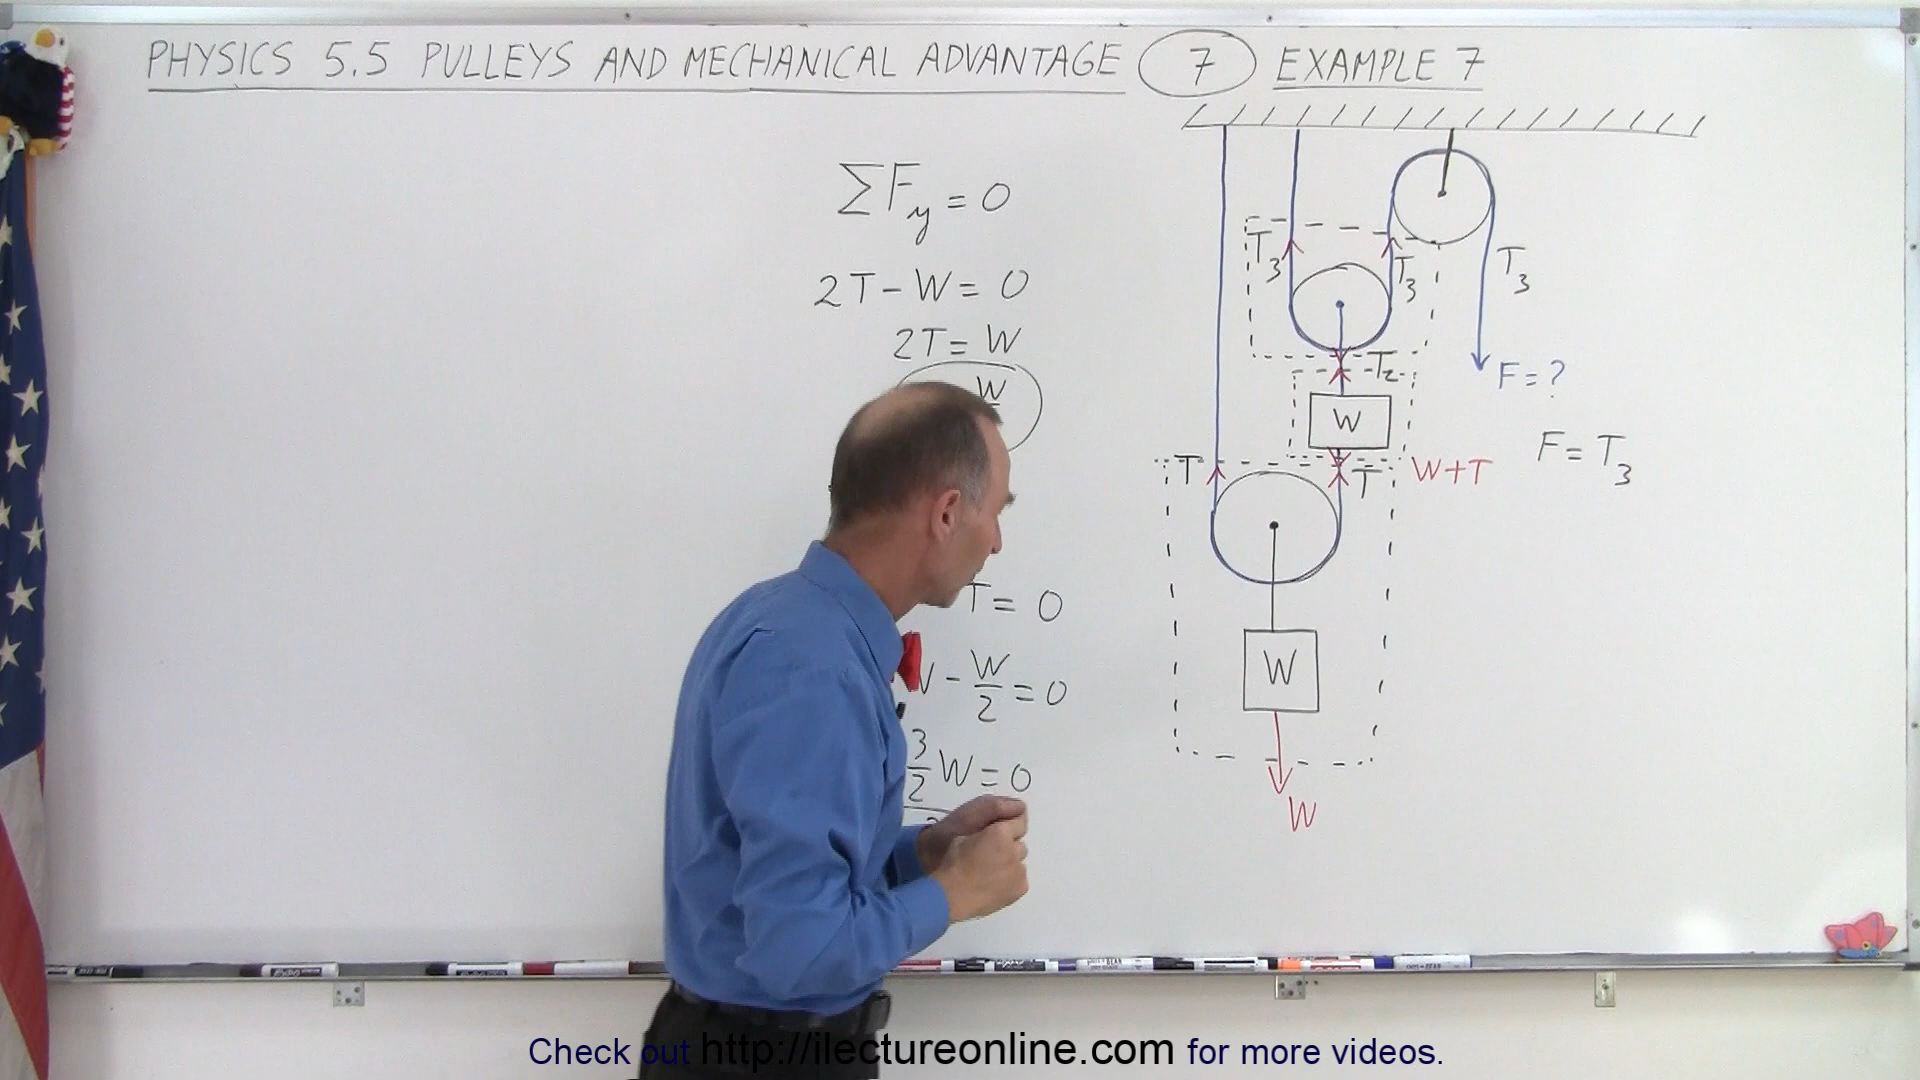 PHYSICS 5.5 PULLEYS AND MECHANICAL ADVANTAGE 7 EXAMPLE 7
ΣFy = 0
2T - W = 0
2T = W
W
T = 0
W - W/2 = 0
3/2 W = 0
T3
T3
T3
T2
F = ?
W
F = T3
T
T
W+T
W
W
EXPO
Check out http://ilectureonline.com for more videos.